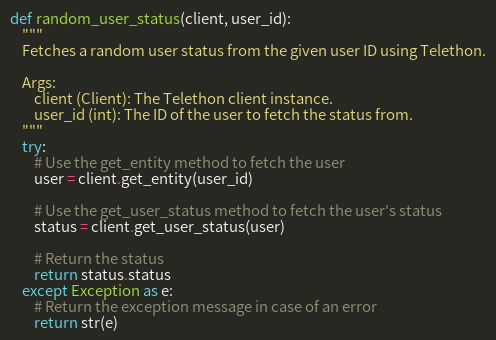 def random_user_status(client, user_id):
    """
    Fetches a random user status from the given user ID using Telethon.

    Args:
        client (Client): The Telethon client instance.
        user_id (int): The ID of the user to fetch the status from.
    """
    try:
        # Use the get_entity method to fetch the user
        user = client.get_entity(user_id)

        # Use the get_user_status method to fetch the user's status
        status = client.get_user_status(user)

        # Return the status
        return status.status
    except Exception as e:
        # Return the exception message in case of an error
        return str(e)